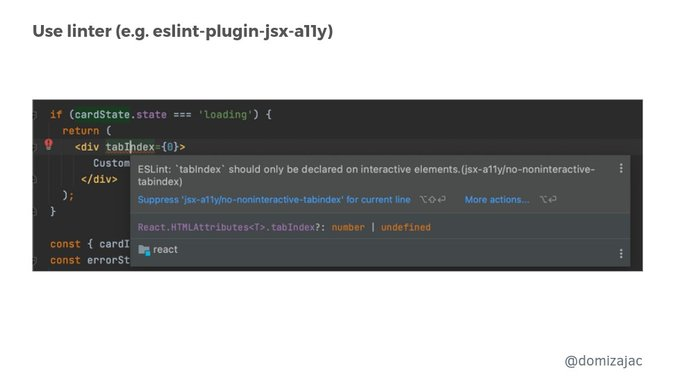 Use linter (e.g. eslint-plugin-jsx-a11y)
if (cardState.state === 'loading') {
return (
<div tabIndex={0}>
Custom
ESLint: `tabIndex` should only be declared on interactive elements.(jsx-a11y/no-noninteractive-
tabindex)
</div>
Suppress 'jsx-a11y/no-noninteractive-tabindex' for current line ⌥⇧⏎ More actions... ⌥⏎
);
}
React.HTMLAttributes<T>.tabIndex?: number | undefined
const { cardI
react
const errorSt
@domizajac